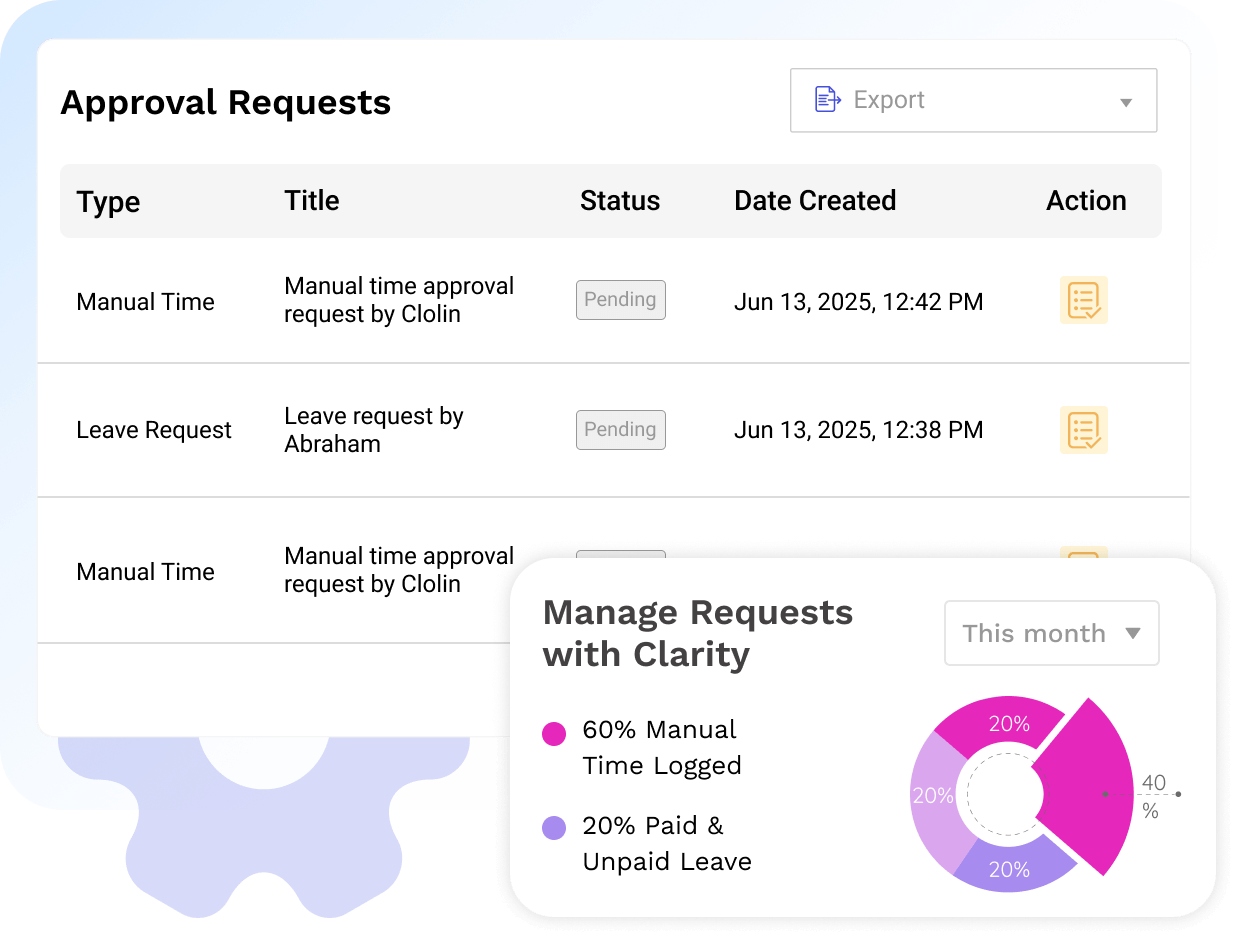 Approval Requests
Export
Type Title Status Date Created Action
Manual Time
Manual time approval
request by Clolin
Pending
Jun 13, 2025, 12:42 PM
Leave Request
Leave request by
Abraham
Pending
Jun 13, 2025, 12:38 PM
Manual Time
Manual time approval
request by Clolin
Manage Requests
with Clarity
This month
60% Manual
Time Logged
20% Paid &
Unpaid Leave
20%
40
%
20%
20%